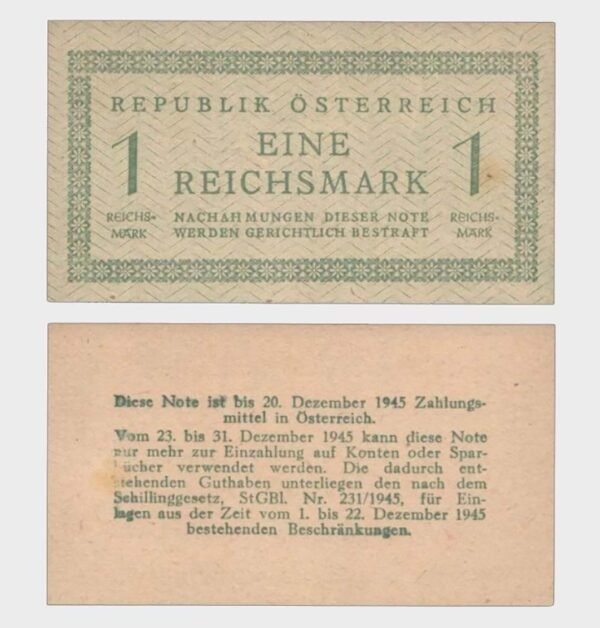 REPUBLIK ÖSTERREICH
1 EINE 1
REICHSMARK
REICHS- NACHAHMUNGEN DIESER NOTE REICHS-
MARK WERDEN GERICHTLICH BESTRAFT MARK
Diese Note ist bis 20. Dezember 1945 Zahlungs-
mittel in Österreich.
Vom 23. bis 31. Dezember 1945 kann diese Note
nur mehr zur Einzahlung auf Konten oder Spar-
bücher verwendet werden. Die dadurch ent-
stehenden Guthaben unterliegen den nach dem
Schillinggesetz, StGBl. Nr. 231/1945, für Ein-
lagen aus der Zeit vom 1. bis 22. Dezember 1945
bestehenden Beschränkungen.